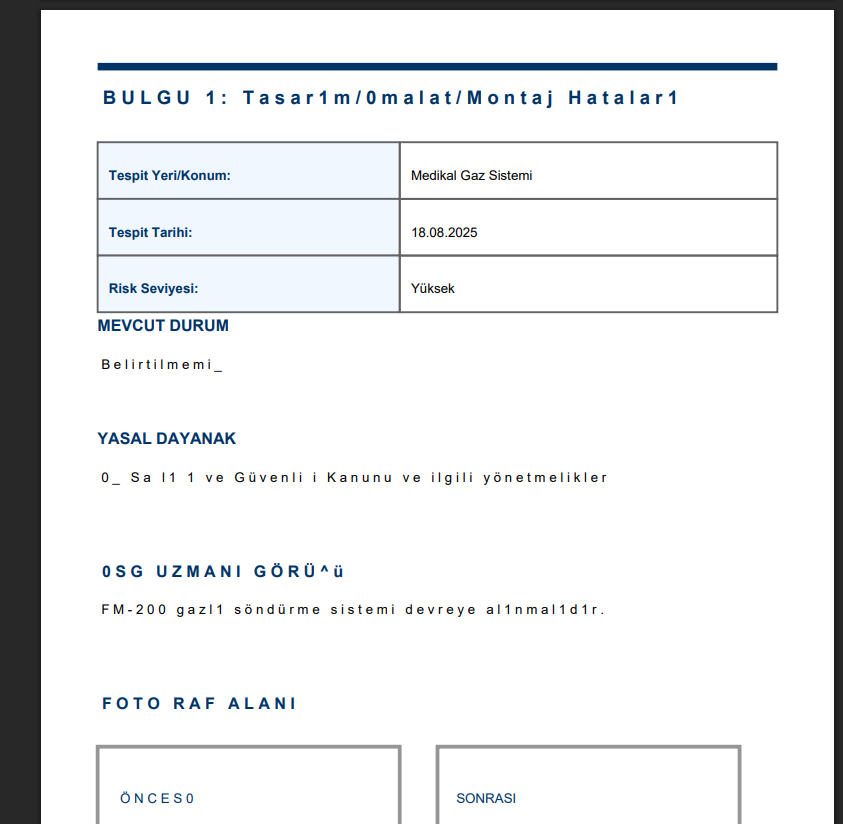 BULGU 1: Tasar1m/0malat/Montaj Hatalar1
Tespit Yeri/Konum: Medikal Gaz Sistemi
Tespit Tarihi: 18.08.2025
Risk Seviyesi: Yüksek
MEVCUT DURUM
Belirtilmemi_
YASAL DAYANAK
0_ Sa l1 1 ve Güvenli i Kanunu ve ilgili yönetmelikler
0SG UZMANI GÖRÜ^ü
FM-200 gazl1 söndürme sistemi devreye al1nmal1d1r.
FOTO RAF ALANI
ÖNCES0 SONRASI